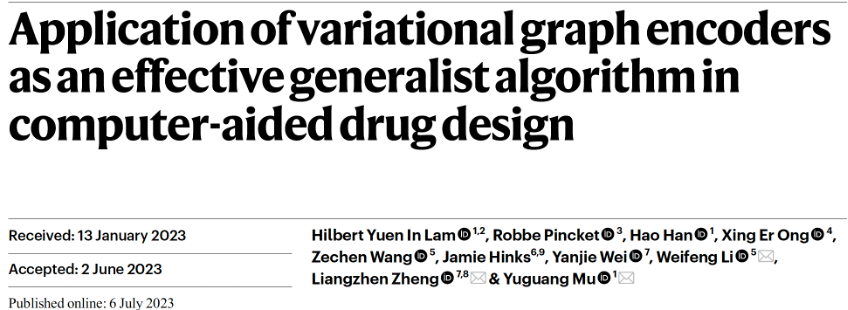 Application of variational graph encoders
as an effective generalist algorithm in
computer-aided drug design
Received: 13 January 2023
Accepted: 2 June 2023
Published online: 6 July 2023
Hilbert Yuen In Lam 1,2, Robbe Pincket 3, Hao Han 1, Xing Er Ong 4,
Zechen Wang 5, Jamie Hinks6,9, Yanjie Wei 7, Weifeng Li 5,
Liangzhen Zheng 7,8 & Yuguang Mu 1